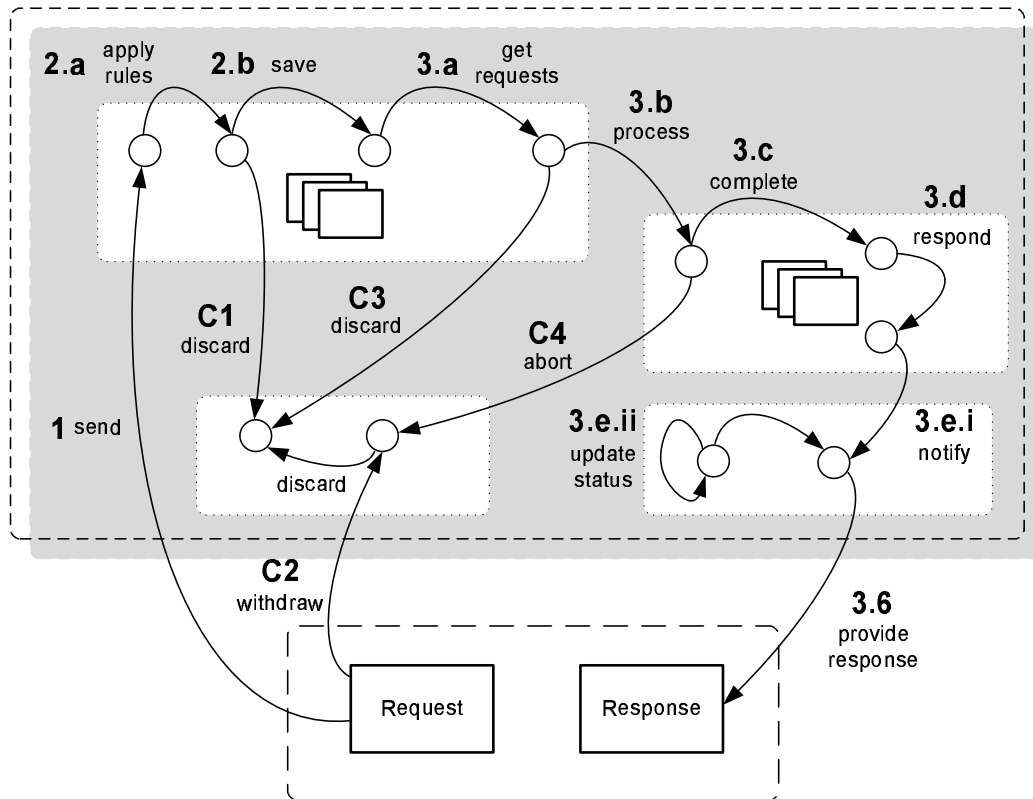 2.a apply
rules
2.b save
3.a get
requests
3.b
process
3.c
complete
3.d
respond
C1
discard
C3
discard
C4
abort
1 send
discard
3.e.ii
update
status
3.e.i
notify
C2
withdraw
3.6
provide
response
Request
Response